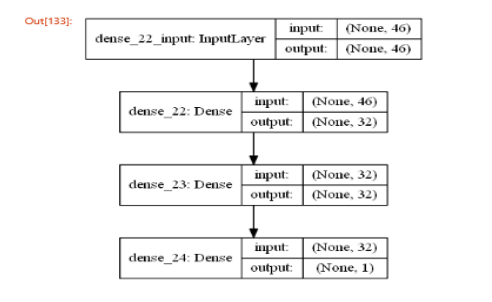 Out[133]:
dense_22_input: InputLayer
input: (None, 46)
output: (None, 46)
dense_22: Dense
input: (None, 46)
output: (None, 32)
dense_23: Dense
input: (None, 32)
output: (None, 32)
dense_24: Dense
input: (None, 32)
output: (None, 1)